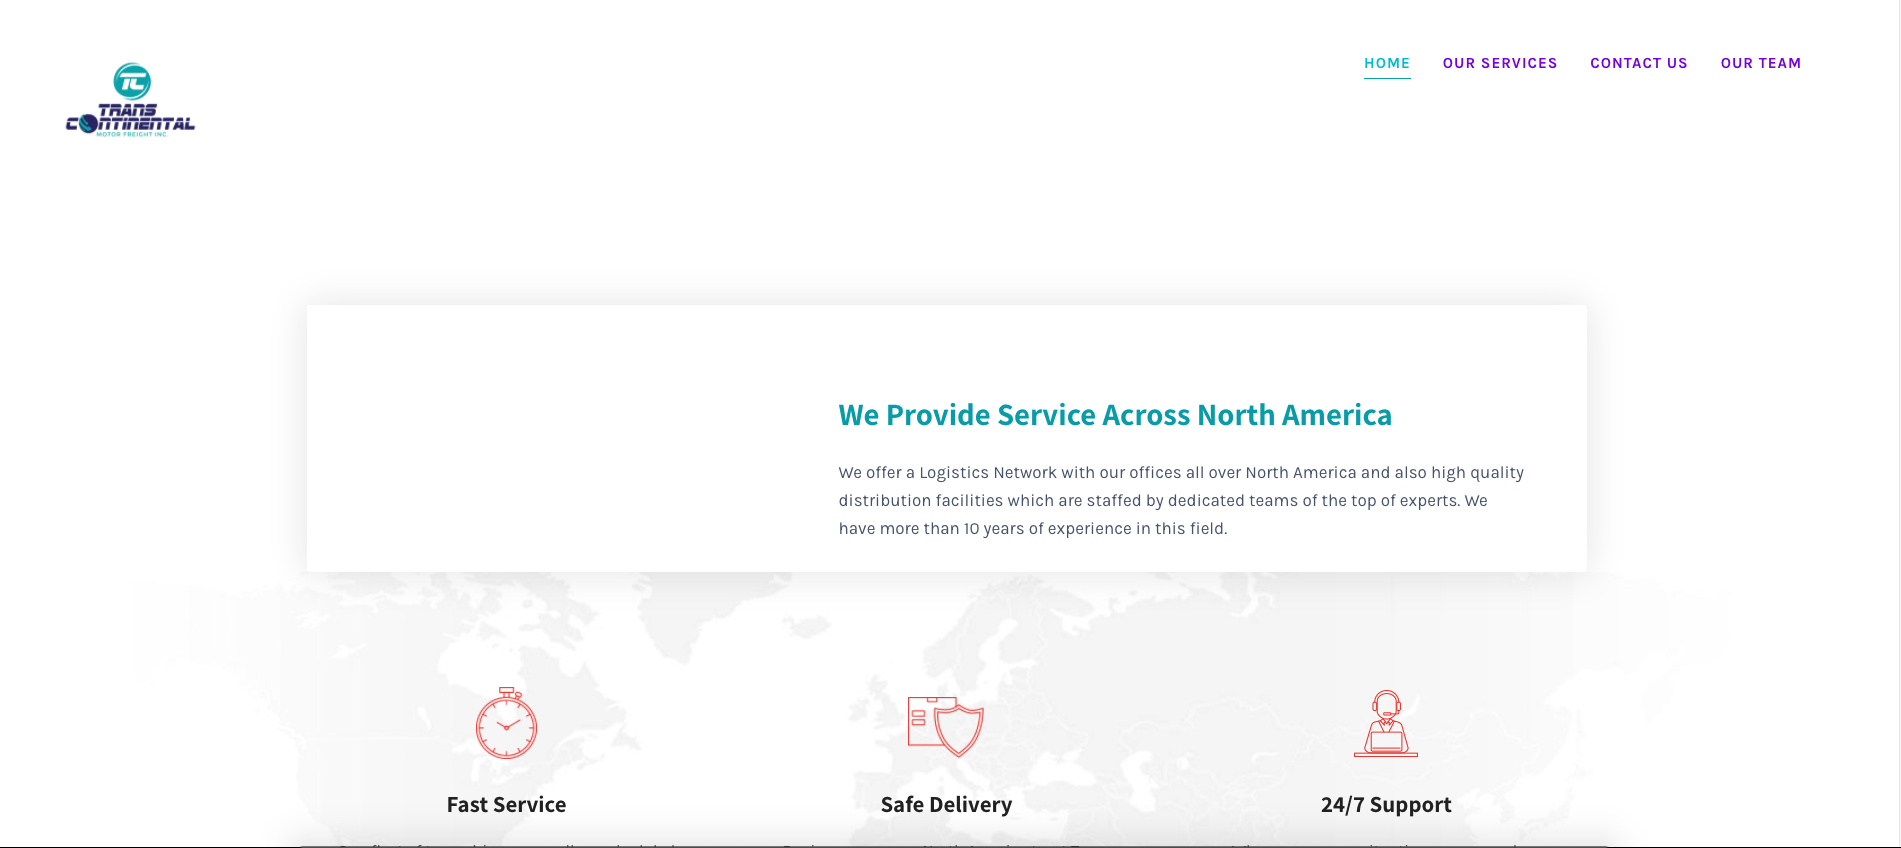 TC
TRANS
CONTINENTAL
MOTOR FREIGHT INC
HOME OUR SERVICES CONTACT US OUR TEAM
We Provide Service Across North America
We offer a Logistics Network with our offices all over North America and also high quality
distribution facilities which are staffed by dedicated teams of the top of experts. We
have more than 10 years of experience in this field.
Fast Service
Safe Delivery
24/7 Support